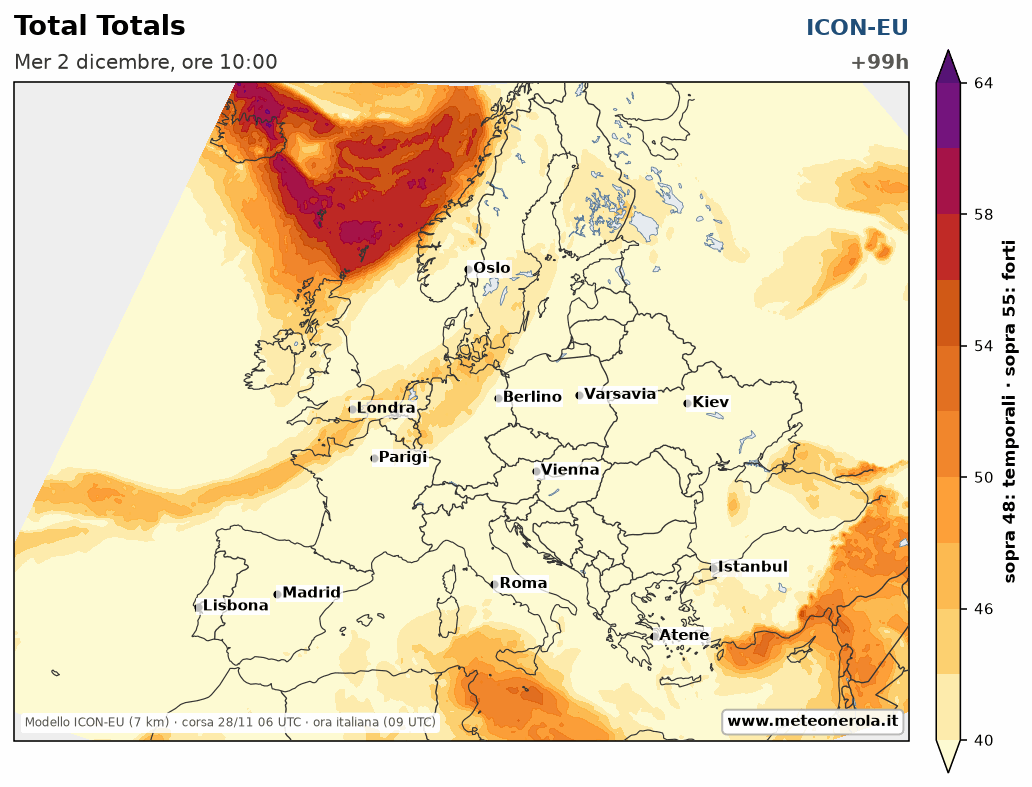 Total Totals
ICON-EU
Mer 2 dicembre, ore 10:00
+99h
64
58
54
50
46
40
sopra 48: temporali · sopra 55: forti
Oslo
Berlino
Varsavia
Kiev
Londra
Parigi
Vienna
Istanbul
Roma
Madrid
Lisbona
Atene
Modello ICON-EU (7 km) · corsa 28/11 06 UTC · ora italiana (09 UTC)
www.meteonerola.it